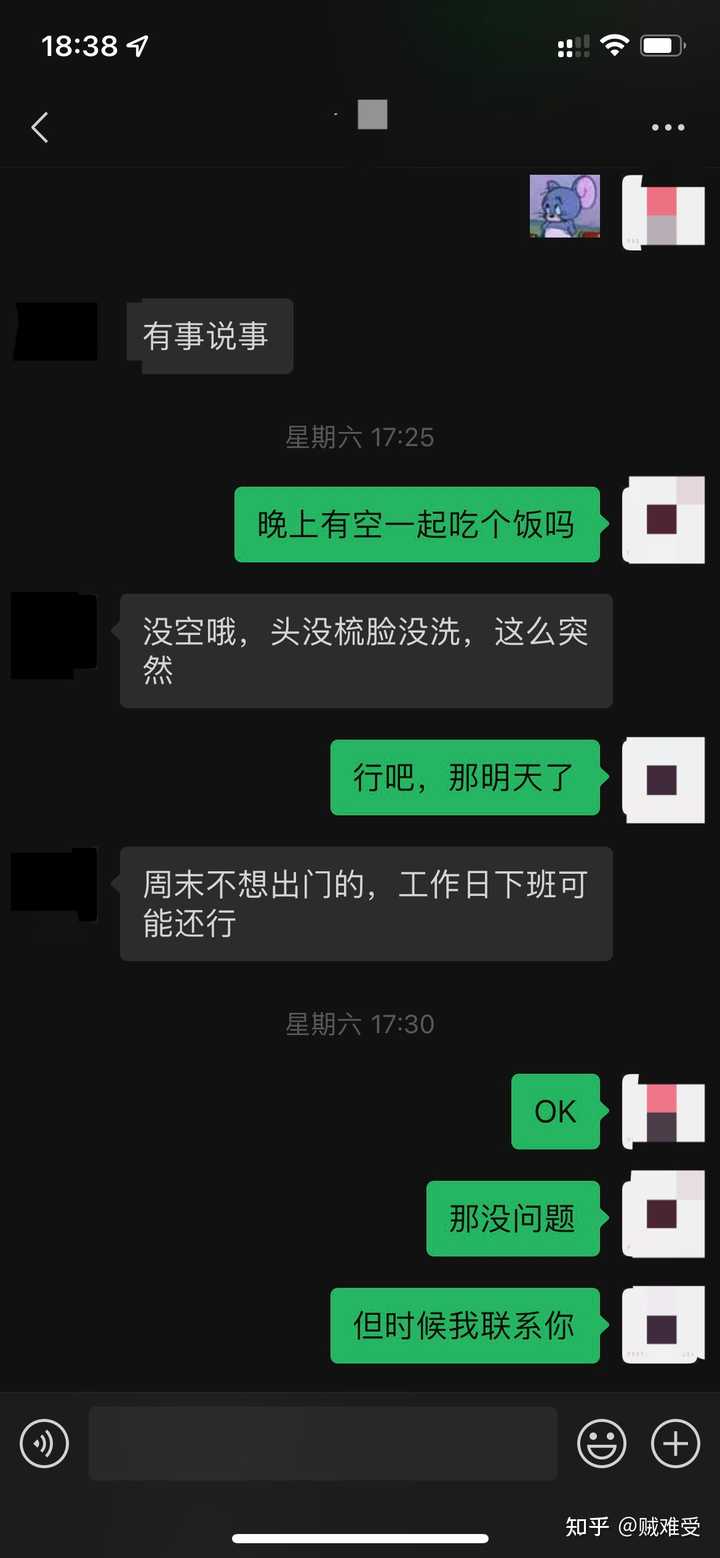 18:38
有事说事
星期六 17:25
晚上有空一起吃个饭吗
没空哦，头没梳脸没洗，这么突
然
行吧，那明天了
周末不想出门的，工作日下班可
能还行
星期六 17:30
OK
那没问题
但时候我联系你
知乎 @贼难受